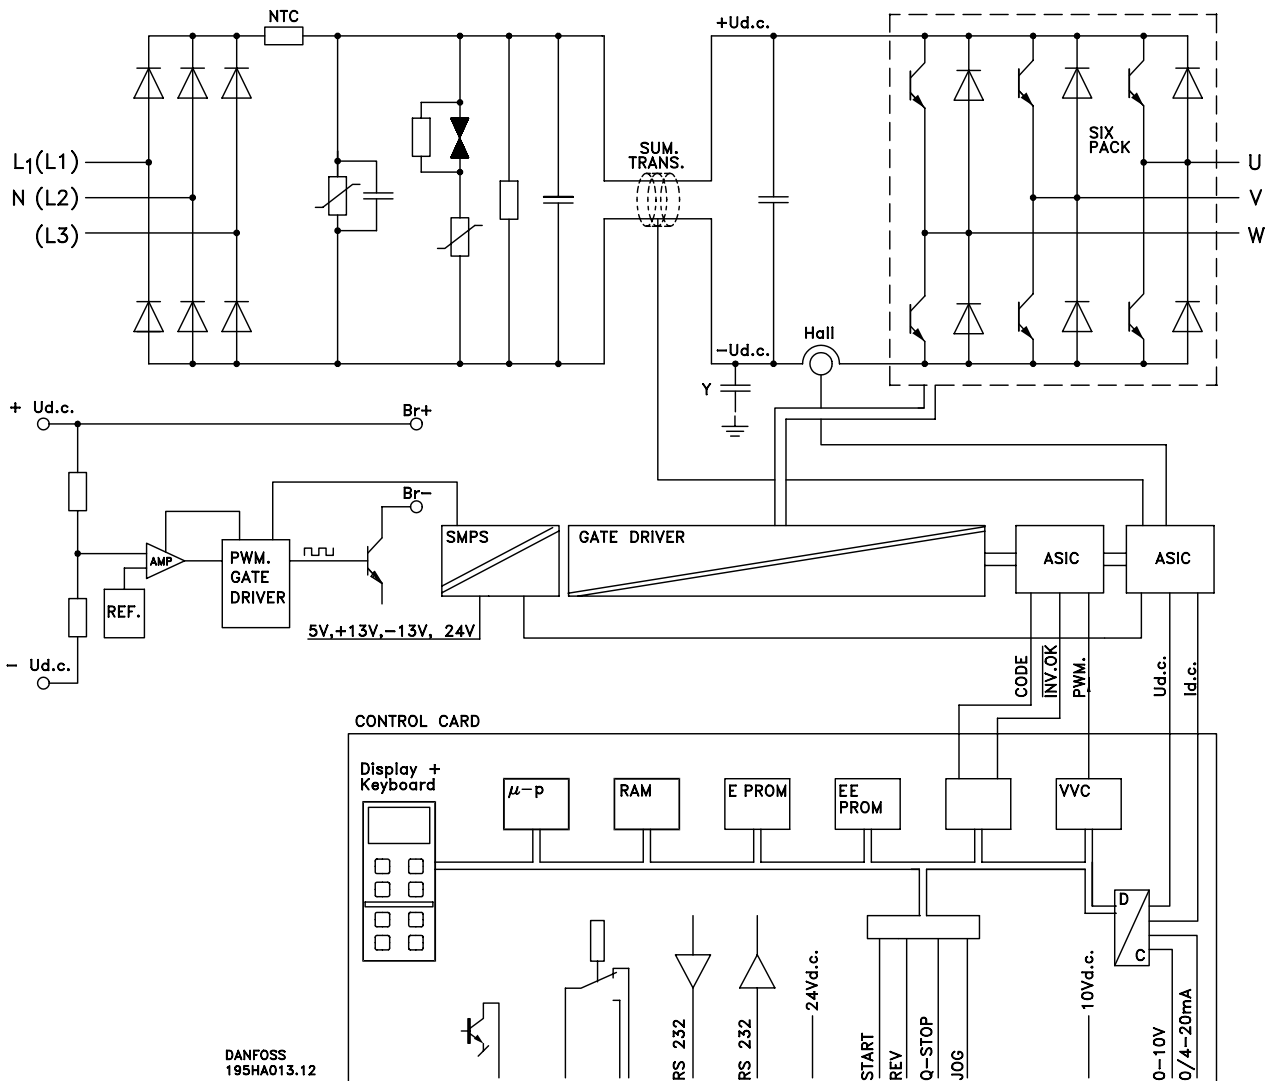 NTC
+Ud.c.
SUM.
TRANS.
SIX
PACK
L1(L1)
N (L2)
(L3)
U
V
W
Hall
-Ud.c.
Y
+ Ud.c.
Br+
Br-
SMPS
GATE DRIVER
ASIC
ASIC
AMP
PWM.
GATE
DRIVER
REF.
5V,+13V,-13V, 24V
- Ud.c.
CODE
INV.OK
PWM.
Ud.c.
Id.c.
CONTROL CARD
Display +
Keyboard
μ-p
RAM
E PROM
EE
PROM
VVC
D
C
RS 232
RS 232
24Vd.c.
START
REV
Q-STOP
JOG
10Vd.c.
0-10V
0/4-20mA
DANFOSS
195HA013.12